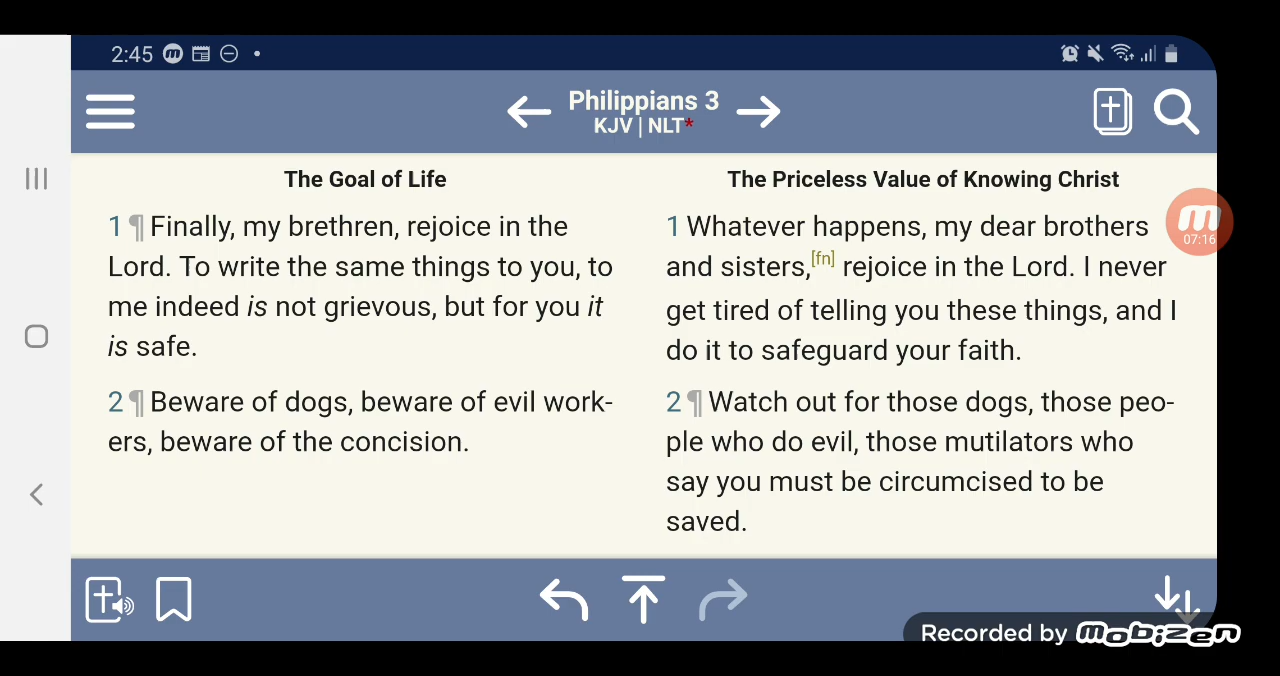 2:45
Philippians 3
KJV | NLT*
The Goal of Life
1 ¶ Finally, my brethren, rejoice in the
Lord. To write the same things to you, to
me indeed is not grievous, but for you it
is safe.
2 ¶ Beware of dogs, beware of evil work-
ers, beware of the concision.
The Priceless Value of Knowing Christ
1 Whatever happens, my dear brothers
and sisters,[fn] rejoice in the Lord. I never
get tired of telling you these things, and I
do it to safeguard your faith.
2 ¶ Watch out for those dogs, those peo-
ple who do evil, those mutilators who
say you must be circumcised to be
saved.
m
07:16
Recorded by mobizen